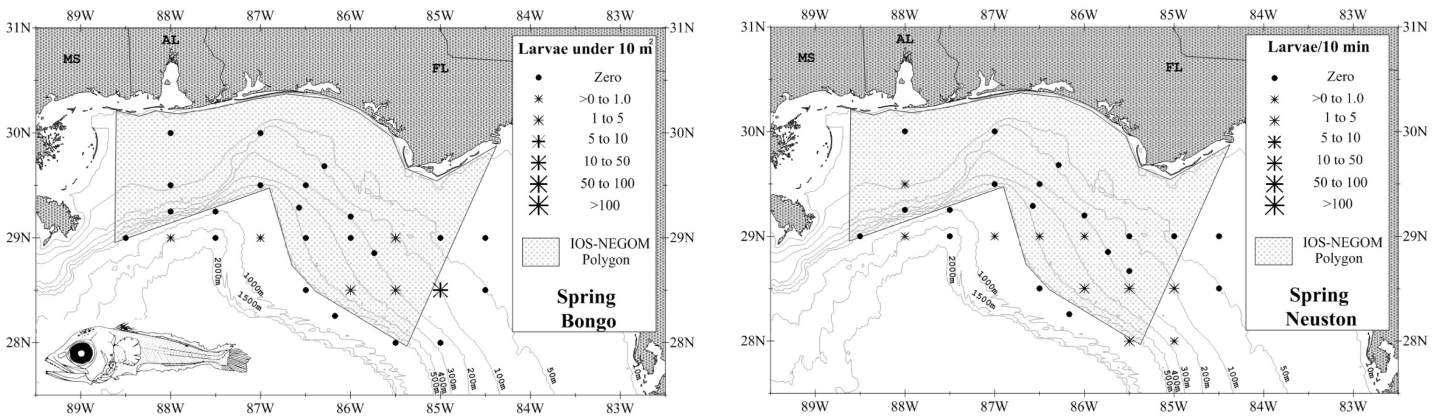 89W 88W 87W 86W 85W 84W 83W
31N
30N
29N
28N
MS
AL
FL
Larvae under 10 m²
Zero
>0 to 1.0
1 to 5
5 to 10
10 to 50
50 to 100
>100
IOS-NEGOM
Polygon
Spring
Bongo
2000m
1000m
1500m
500m
400m
300m
200m
100m
50m
10m
31N
30N
29N
28N
89W 88W 87W 86W 85W 84W 83W
89W 88W 87W 86W 85W 84W 83W
31N
30N
29N
28N
MS
AL
FL
Larvae/10 min
Zero
>0 to 1.0
1 to 5
5 to 10
10 to 50
50 to 100
>100
IOS-NEGOM
Polygon
Spring
Neuston
2000m
1000m
1500m
500m
400m
300m
200m
100m
50m
10m
31N
30N
29N
28N
89W 88W 87W 86W 85W 84W 83W